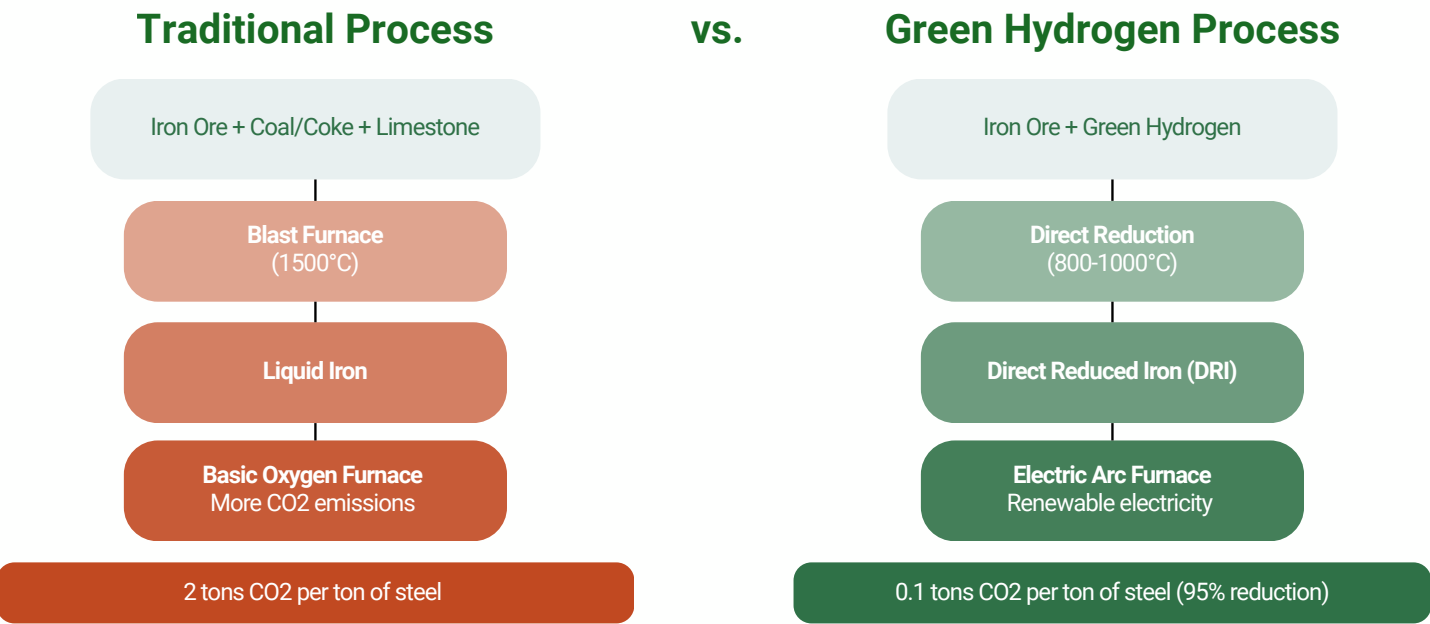 Traditional Process
vs.
Green Hydrogen Process
Iron Ore + Coal/Coke + Limestone
Blast Furnace
(1500°C)
Liquid Iron
Basic Oxygen Furnace
More CO2 emissions
2 tons CO2 per ton of steel
Iron Ore + Green Hydrogen
Direct Reduction
(800-1000°C)
Direct Reduced Iron (DRI)
Electric Arc Furnace
Renewable electricity
0.1 tons CO2 per ton of steel (95% reduction)